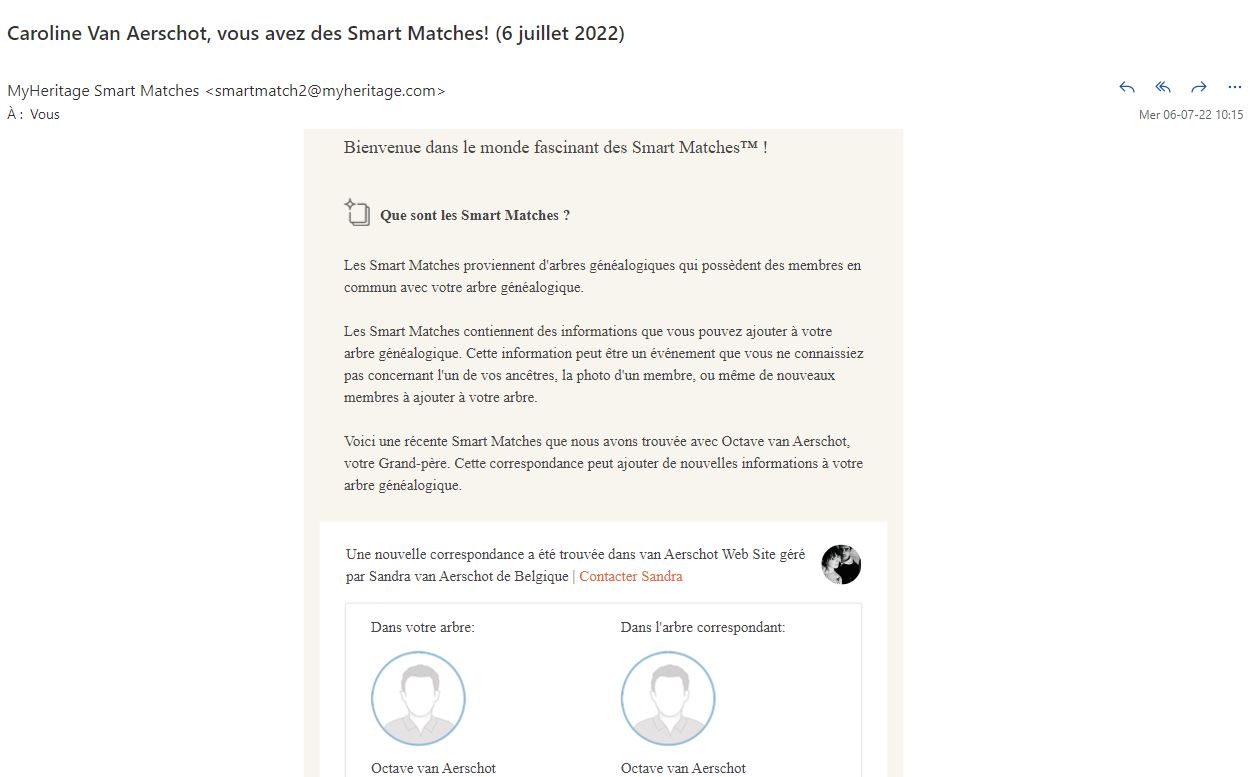 Caroline Van Aerschot, vous avez des Smart Matches! (6 juillet 2022)
MyHeritage Smart Matches <smartmatch2@myheritage.com>
À : Vous
Mer 06-07-22 10:15
Bienvenue dans le monde fascinant des Smart Matches™ !
Que sont les Smart Matches ?
Les Smart Matches proviennent d'arbres généalogiques qui possèdent des membres en
commun avec votre arbre généalogique.
Les Smart Matches contiennent des informations que vous pouvez ajouter à votre
arbre généalogique. Cette information peut être un événement que vous ne connaissiez
pas concernant l'un de vos ancêtres, la photo d'un membre, ou même de nouveaux
membres à ajouter à votre arbre.
Voici une récente Smart Matches que nous avons trouvée avec Octave van Aerschot,
votre Grand-père. Cette correspondance peut ajouter de nouvelles informations à votre
arbre généalogique.
Une nouvelle correspondance a été trouvée dans van Aerschot Web Site géré
par Sandra van Aerschot de Belgique | Contacter Sandra
Dans votre arbre:
Dans l'arbre correspondant:
Octave van Aerschot
Octave van Aerschot